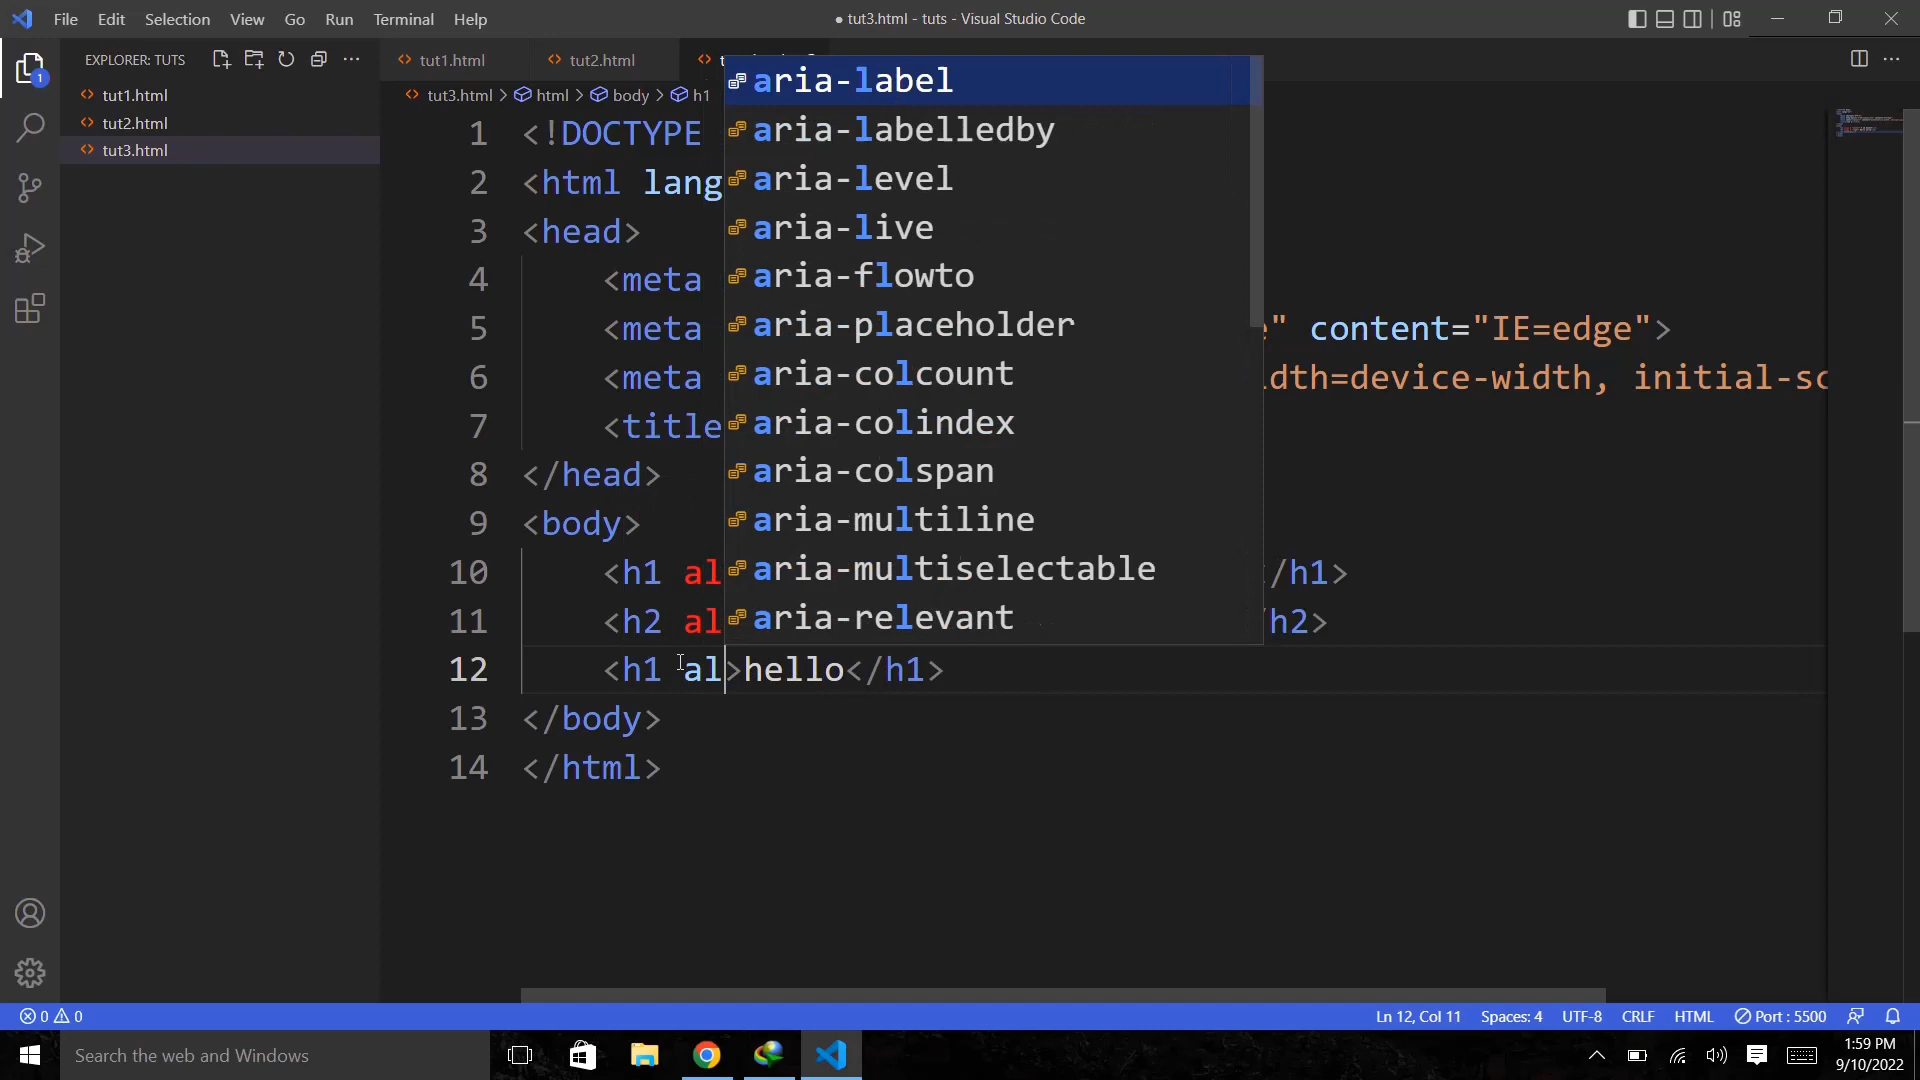 File Edit Selection View Go Run Terminal Help
● tut3.html - tuts - Visual Studio Code
EXPLORER: TUTS
tut1.html
tut2.html
tut3.html
1
tut1.html tut2.html
tut3.html > html > body > h1
aria-label
aria-labelledby
aria-level
aria-live
aria-flowto
aria-placeholder
aria-colcount
aria-colindex
aria-colspan
aria-multiline
aria-multiselectable
aria-relevant
1 <!DOCTYPE
2 <html lang
3 <head>
4 <meta
5 <meta e" content="IE=edge">
6 <meta idth=device-width, initial-sc
7 <title
8 </head>
9 <body>
10 <h1 al /h1>
11 <h2 al /h2>
12 <h1 al>hello</h1>
13 </body>
14 </html>
0 0 Ln 12, Col 11 Spaces: 4 UTF-8 CRLF HTML Port : 5500
Search the web and Windows
1:59 PM
9/10/2022